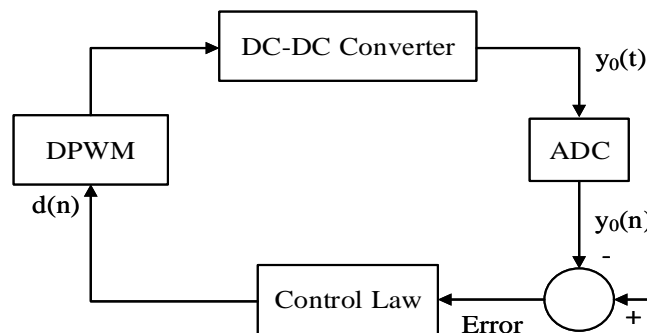 DC-DC Converter
y0(t)
DPWM
ADC
d(n)
y0(n)
-
Control Law
Error
+